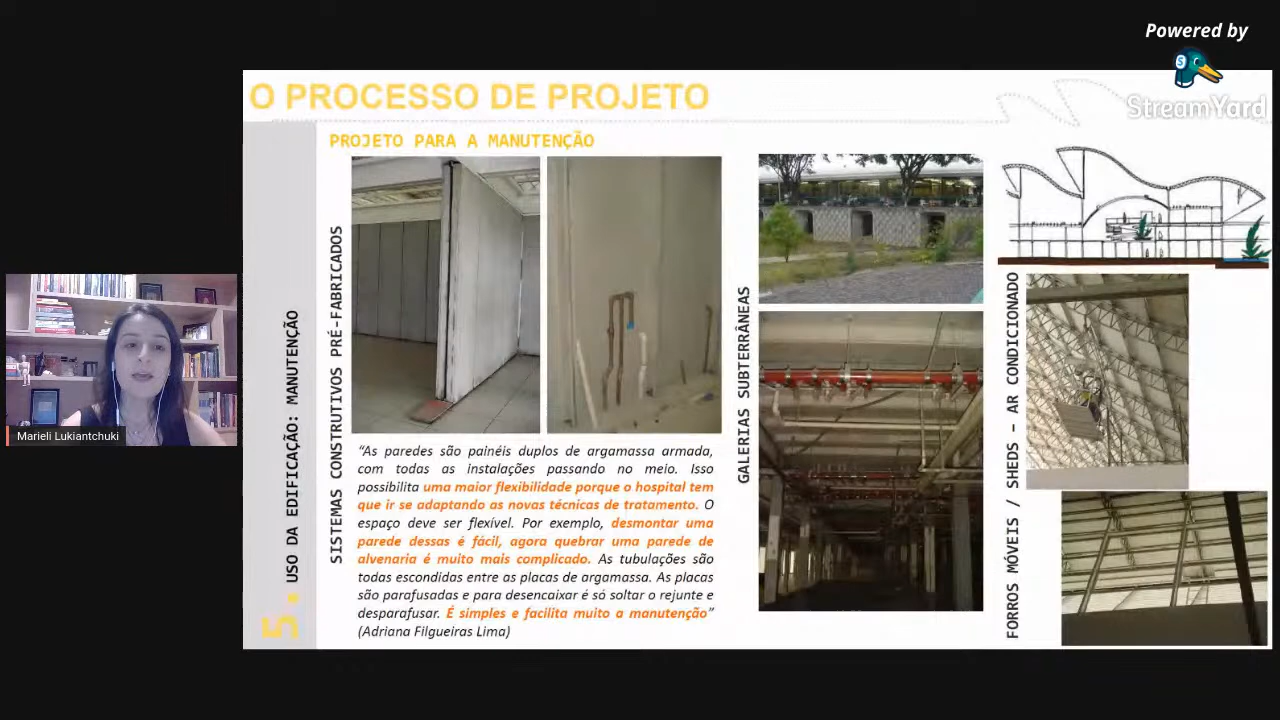 Powered by
StreamYard
O PROCESSO DE PROJETO
PROJETO PARA A MANUTENÇÃO
5. USO DA EDIFICAÇÃO: MANUTENÇÃO
SISTEMAS CONSTRUTIVOS PRÉ-FABRICADOS
“As paredes são painéis duplos de argamassa armada,
com todas as instalações passando no meio. Isso
possibilita uma maior flexibilidade porque o hospital tem
que ir se adaptando as novas técnicas de tratamento. O
espaço deve ser flexível. Por exemplo, desmontar uma
parede dessas é fácil, agora quebrar uma parede de
alvenaria é muito mais complicado. As tubulações são
todas escondidas entre as placas de argamassa. As placas
são parafusadas e para desencaixar é só soltar o rejunte e
desparafusar. É simples e facilita muito a manutenção”
(Adriana Filgueiras Lima)
GALERIAS SUBTERRÂNEAS
FORROS MÓVEIS / SHEDS - AR CONDICIONADO
Marieli Lukiantchuki